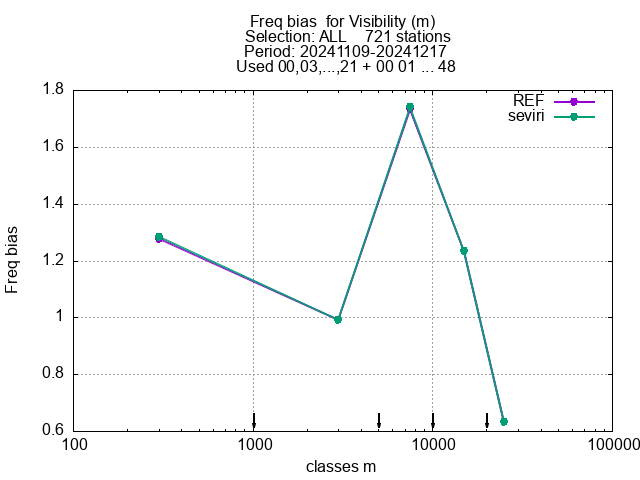 Freq bias  for Visibility (m)
Selection: ALL    721 stations
Period: 20241109-20241217
Used 00,03,...,21 + 00 01 ... 48
REF
seviri
1.8
1.6
1.4
1.2
1
0.8
0.6
Freq bias
100
1000
10000
100000
classes m